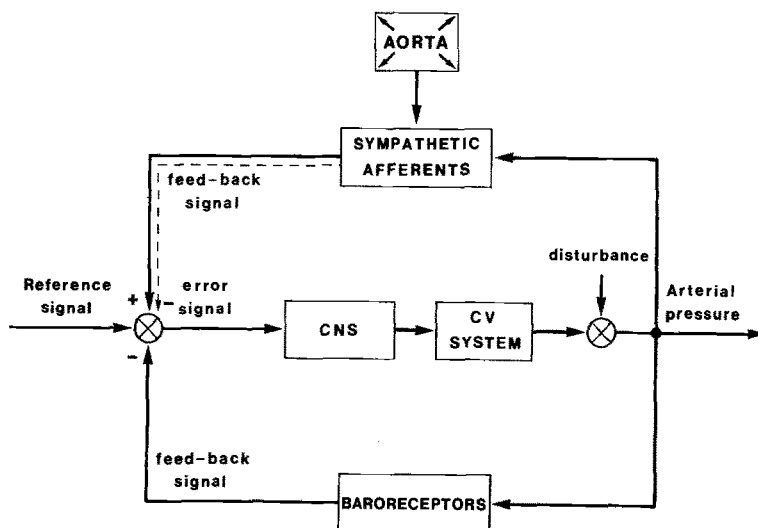 AORTA
SYMPATHETIC
AFFERENTS
feed-back
signal
disturbance
Reference
signal
+
-
error
signal
CNS
CV
SYSTEM
Arterial
pressure
-
feed-back
signal
BARORECEPTORS